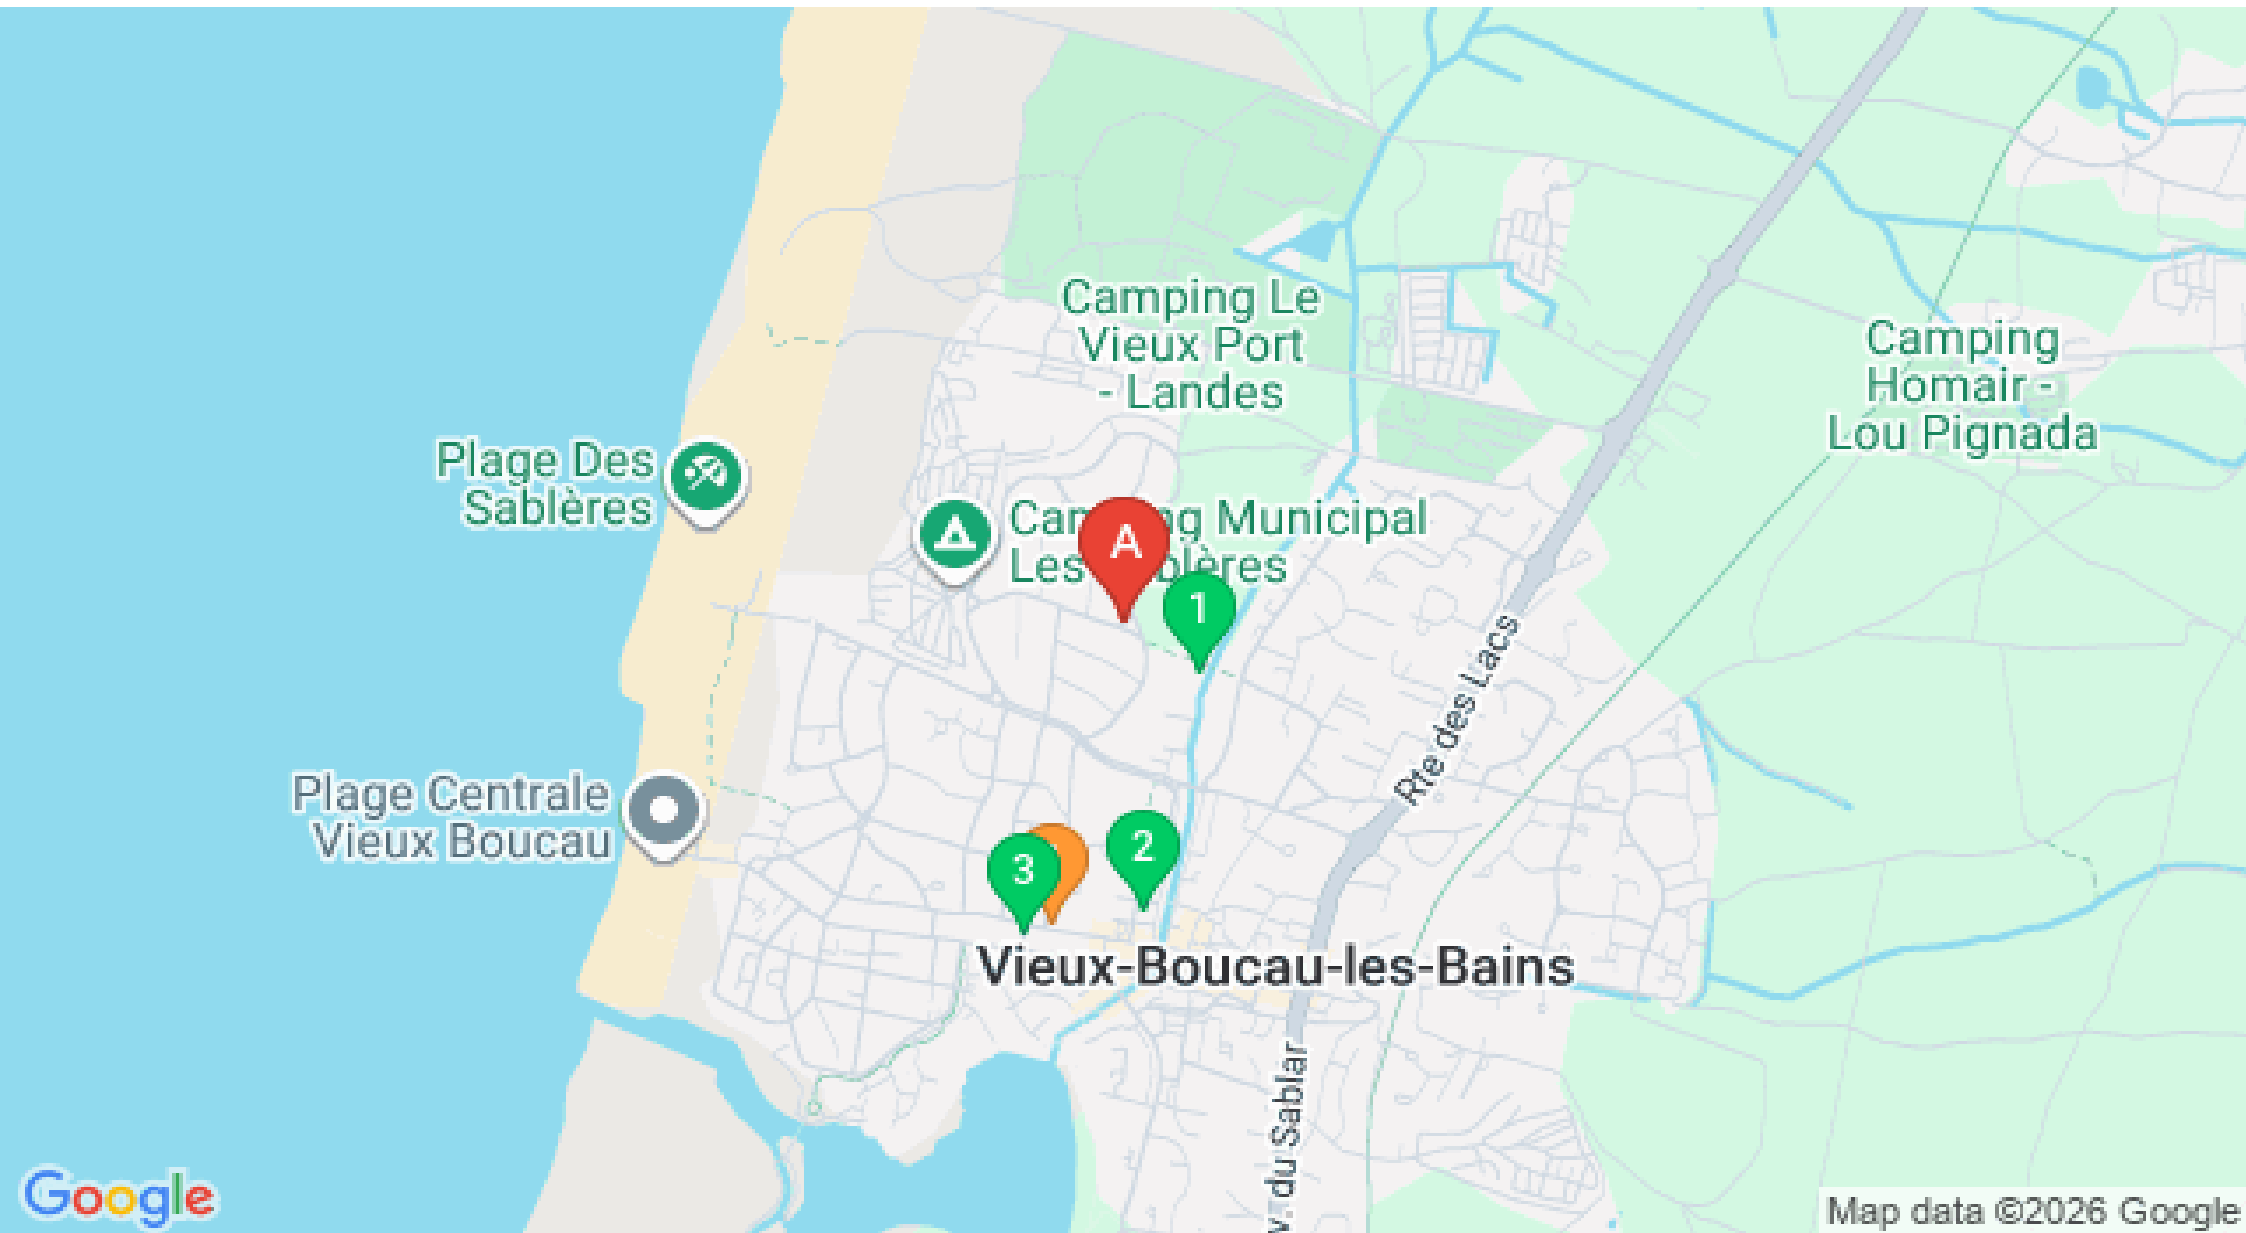 Camping Le
Vieux Port
- Landes
Camping
Homair -
Lou Pignada
Plage Des
Sablères
A
Municipal
Les
1
Rte des Lacs
Plage Centrale
Vieux Boucau
2
3
Vieux-Boucau-les-Bains
du Sablar
Google
Map data ©2026 Google